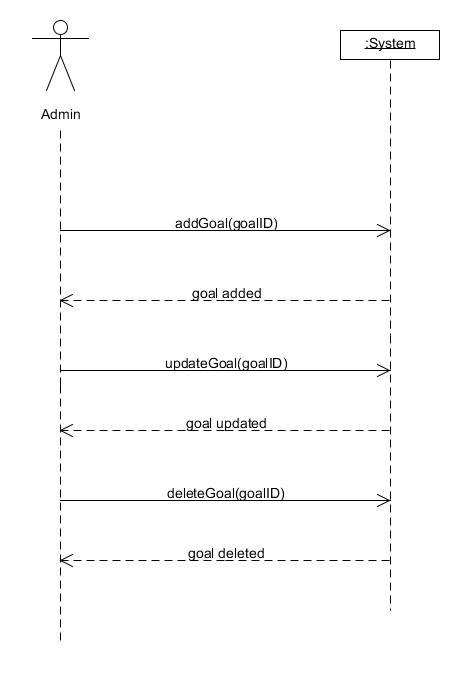 :System
Admin
addGoal(goalID)
goal added
updateGoal(goalID)
goal updated
deleteGoal(goalID)
goal deleted